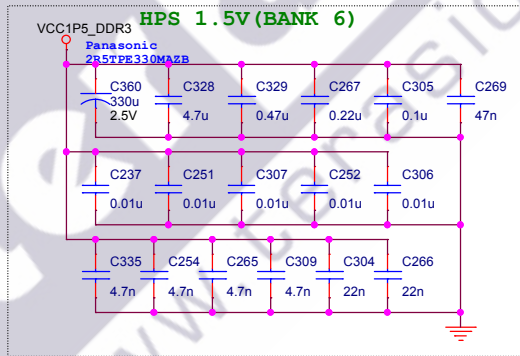 HPS 1.5V(BANK 6)
VCC1P5_DDR3
Panasonic
2R5TPE330MAZB
C360 C328 C329 C267 C305 C269
330u 4.7u 0.47u 0.22u 0.1u 47n
2.5V
C237 C251 C307 C252 C306
0.01u 0.01u 0.01u 0.01u 0.01u
C335 C254 C265 C309 C304 C266
4.7n 4.7n 4.7n 4.7n 22n 22n
www.terasic